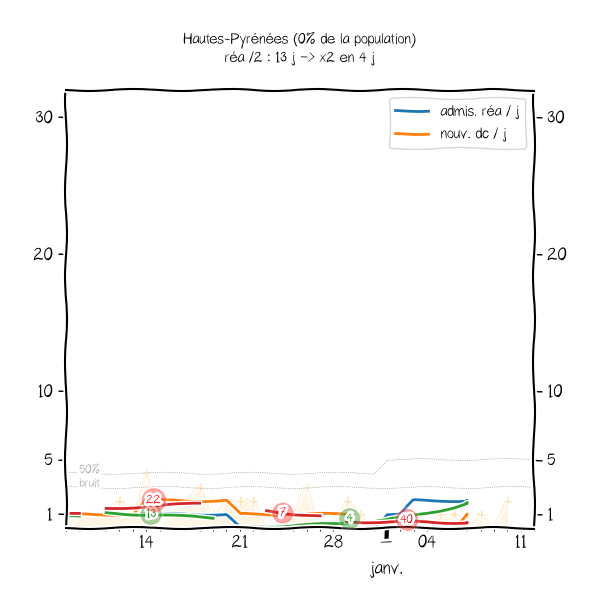 Hautes-Pyrénées (0% de la population)
réa /2 : 13 j -> x2 en 4 j
admis. réa / j
nouv. dc / j
30 30
20 20
10 10
5 5
50%
bruit
1 1
22
13
7
4
40
14 21 28 1 04 11
janv.